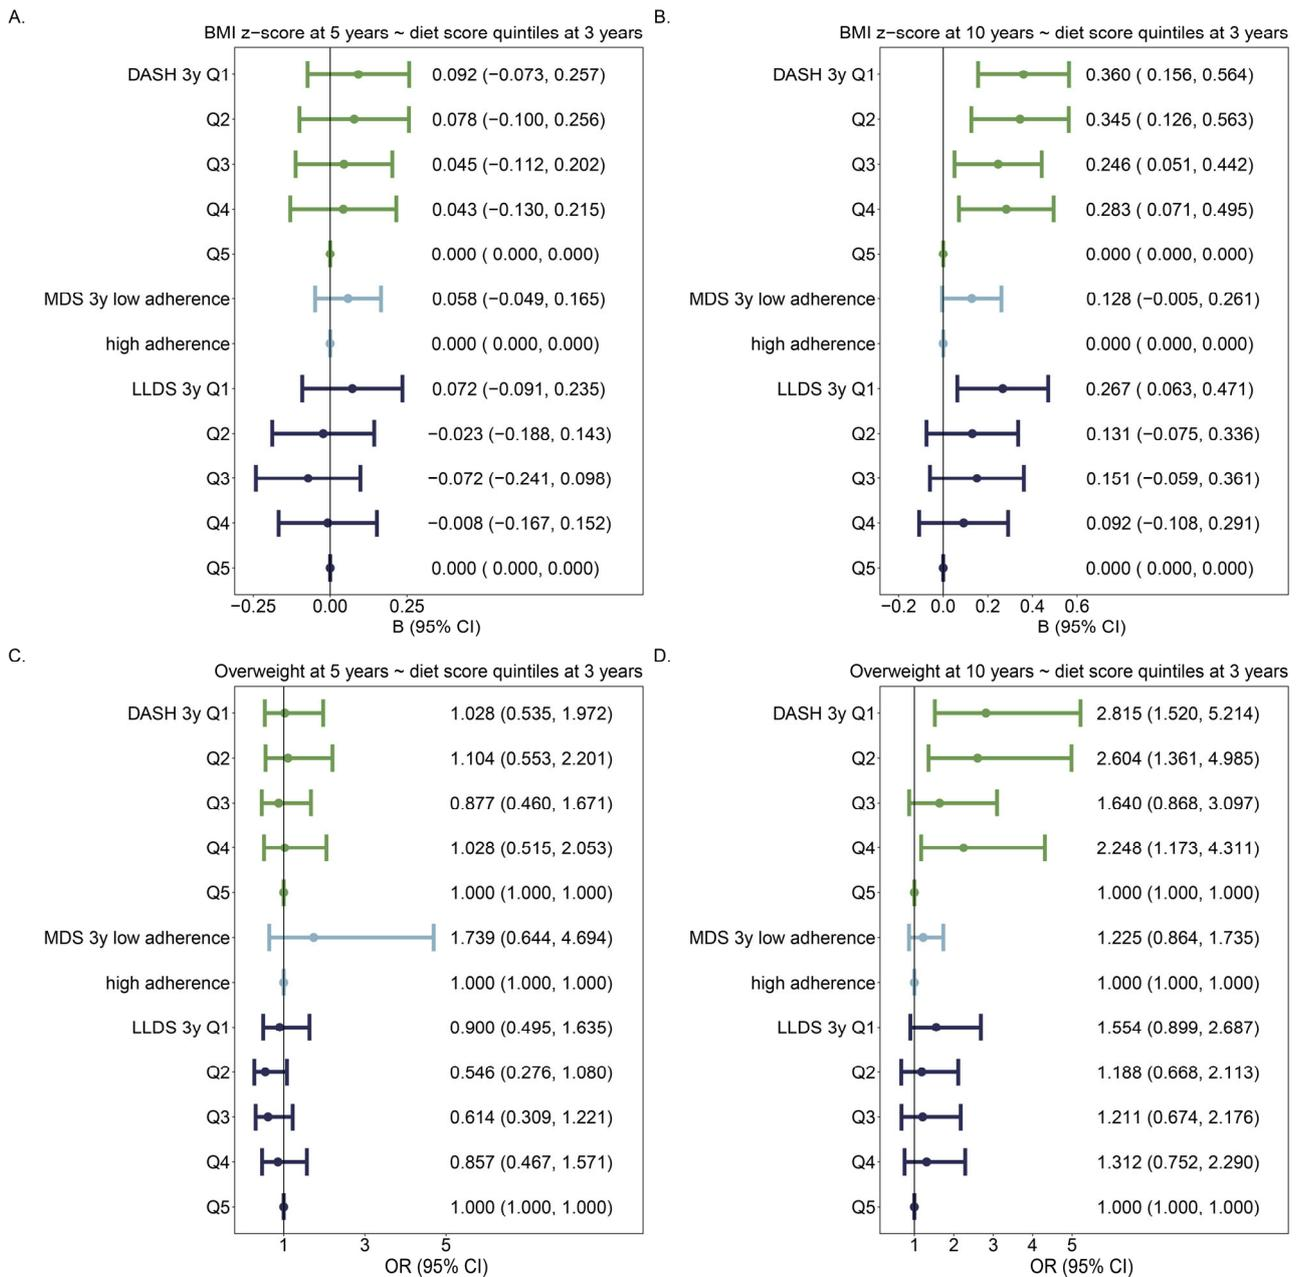 A.
BMI z−score at 5 years ~ diet score quintiles at 3 years
DASH 3y Q1 0.092 (−0.073, 0.257)
Q2 0.078 (−0.100, 0.256)
Q3 0.045 (−0.112, 0.202)
Q4 0.043 (−0.130, 0.215)
Q5 0.000 ( 0.000, 0.000)
MDS 3y low adherence 0.058 (−0.049, 0.165)
high adherence 0.000 ( 0.000, 0.000)
LLDS 3y Q1 0.072 (−0.091, 0.235)
Q2 −0.023 (−0.188, 0.143)
Q3 −0.072 (−0.241, 0.098)
Q4 −0.008 (−0.167, 0.152)
Q5 0.000 ( 0.000, 0.000)
−0.25 0.00 0.25
B (95% CI)
B.
BMI z−score at 10 years ~ diet score quintiles at 3 years
DASH 3y Q1 0.360 ( 0.156, 0.564)
Q2 0.345 ( 0.126, 0.563)
Q3 0.246 ( 0.051, 0.442)
Q4 0.283 ( 0.071, 0.495)
Q5 0.000 ( 0.000, 0.000)
MDS 3y low adherence 0.128 (−0.005, 0.261)
high adherence 0.000 ( 0.000, 0.000)
LLDS 3y Q1 0.267 ( 0.063, 0.471)
Q2 0.131 (−0.075, 0.336)
Q3 0.151 (−0.059, 0.361)
Q4 0.092 (−0.108, 0.291)
Q5 0.000 ( 0.000, 0.000)
−0.2 0.0 0.2 0.4 0.6
B (95% CI)
C.
Overweight at 5 years ~ diet score quintiles at 3 years
DASH 3y Q1 1.028 (0.535, 1.972)
Q2 1.104 (0.553, 2.201)
Q3 0.877 (0.460, 1.671)
Q4 1.028 (0.515, 2.053)
Q5 1.000 (1.000, 1.000)
MDS 3y low adherence 1.739 (0.644, 4.694)
high adherence 1.000 (1.000, 1.000)
LLDS 3y Q1 0.900 (0.495, 1.635)
Q2 0.546 (0.276, 1.080)
Q3 0.614 (0.309, 1.221)
Q4 0.857 (0.467, 1.571)
Q5 1.000 (1.000, 1.000)
1 3 5
OR (95% CI)
D.
Overweight at 10 years ~ diet score quintiles at 3 years
DASH 3y Q1 2.815 (1.520, 5.214)
Q2 2.604 (1.361, 4.985)
Q3 1.640 (0.868, 3.097)
Q4 2.248 (1.173, 4.311)
Q5 1.000 (1.000, 1.000)
MDS 3y low adherence 1.225 (0.864, 1.735)
high adherence 1.000 (1.000, 1.000)
LLDS 3y Q1 1.554 (0.899, 2.687)
Q2 1.188 (0.668, 2.113)
Q3 1.211 (0.674, 2.176)
Q4 1.312 (0.752, 2.290)
Q5 1.000 (1.000, 1.000)
1 2 3 4 5
OR (95% CI)